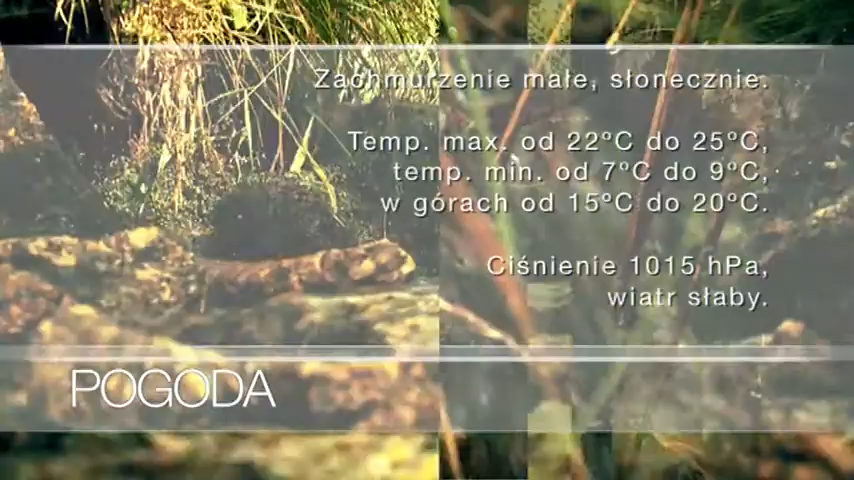 Zachmurzenie małe, słonecznie.
Temp. max. od 22°C do 25°C,
temp. min. od 7°C do 9°C,
w górach od 15°C do 20°C.
Ciśnienie 1015 hPa,
wiatr słaby.
POGODA